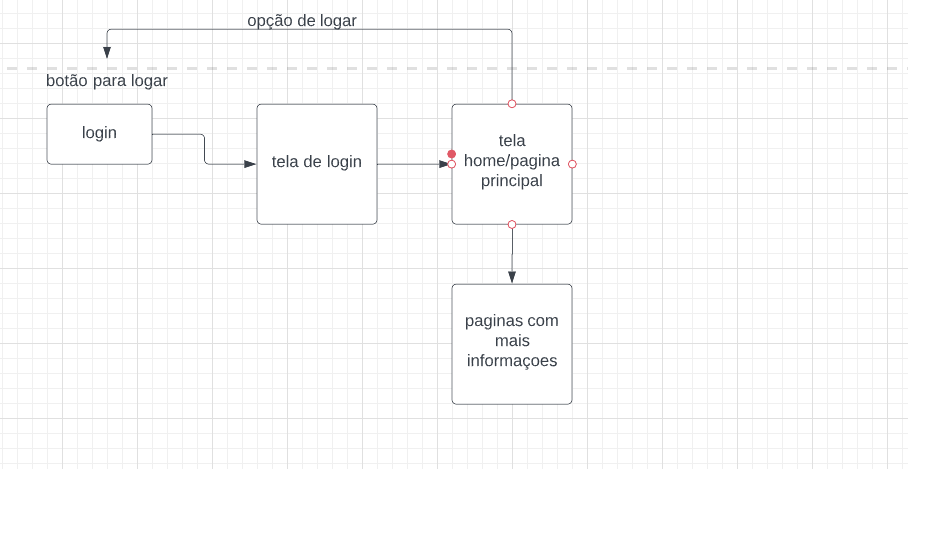 opção de logar
botão para logar
login
tela de login
tela
home/pagina
principal
paginas com
mais
informaçoes